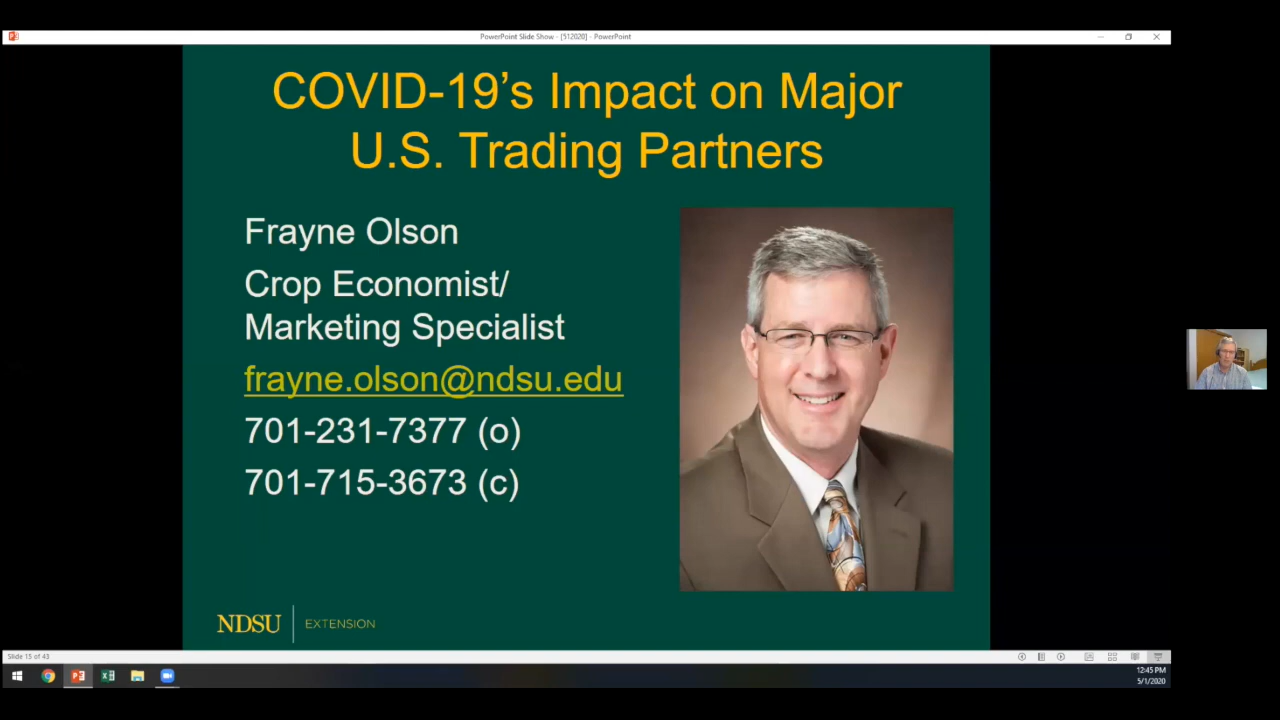 PowerPoint Slide Show - [512020] - PowerPoint
COVID-19's Impact on Major
U.S. Trading Partners
Frayne Olson
Crop Economist/
Marketing Specialist
frayne.olson@ndsu.edu
701-231-7377 (o)
701-715-3673 (c)
NDSU EXTENSION
Slide 15 of 43
12:45 PM
5/1/2020